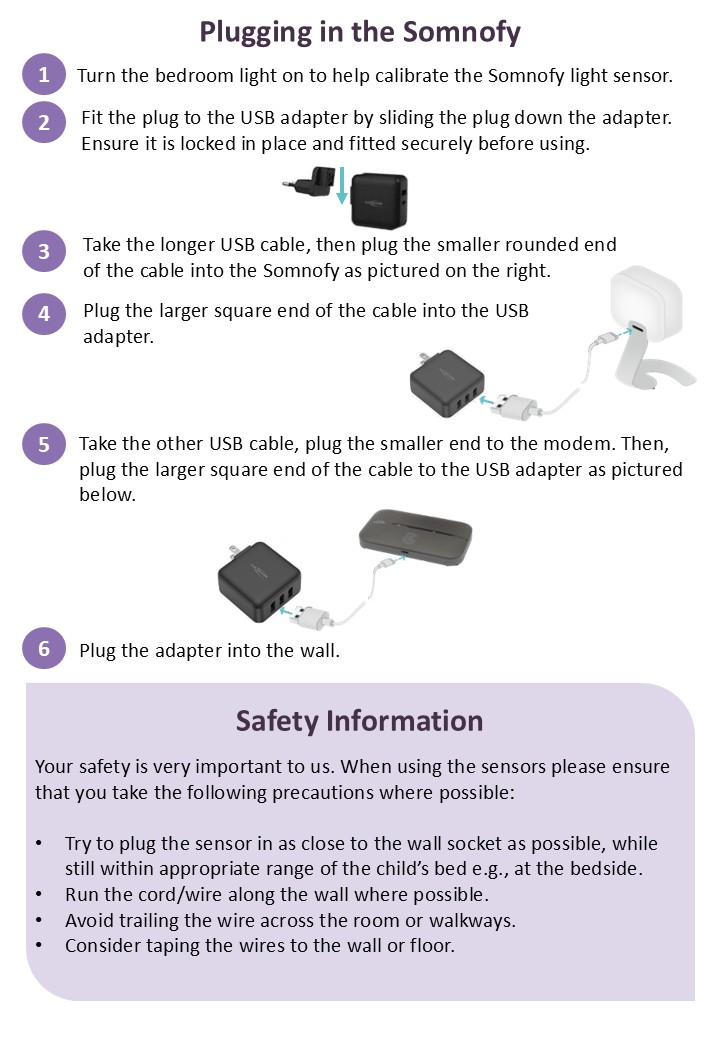 Plugging in the Somnofy
1 Turn the bedroom light on to help calibrate the Somnofy light sensor.
2 Fit the plug to the USB adapter by sliding the plug down the adapter.
Ensure it is locked in place and fitted securely before using.
3 Take the longer USB cable, then plug the smaller rounded end
of the cable into the Somnofy as pictured on the right.
4 Plug the larger square end of the cable into the USB
adapter.
5 Take the other USB cable, plug the smaller end to the modem. Then,
plug the larger square end of the cable to the USB adapter as pictured
below.
6 Plug the adapter into the wall.
Safety Information
Your safety is very important to us. When using the sensors please ensure
that you take the following precautions where possible:
• Try to plug the sensor in as close to the wall socket as possible, while
still within appropriate range of the child’s bed e.g., at the bedside.
• Run the cord/wire along the wall where possible.
• Avoid trailing the wire across the room or walkways.
• Consider taping the wires to the wall or floor.